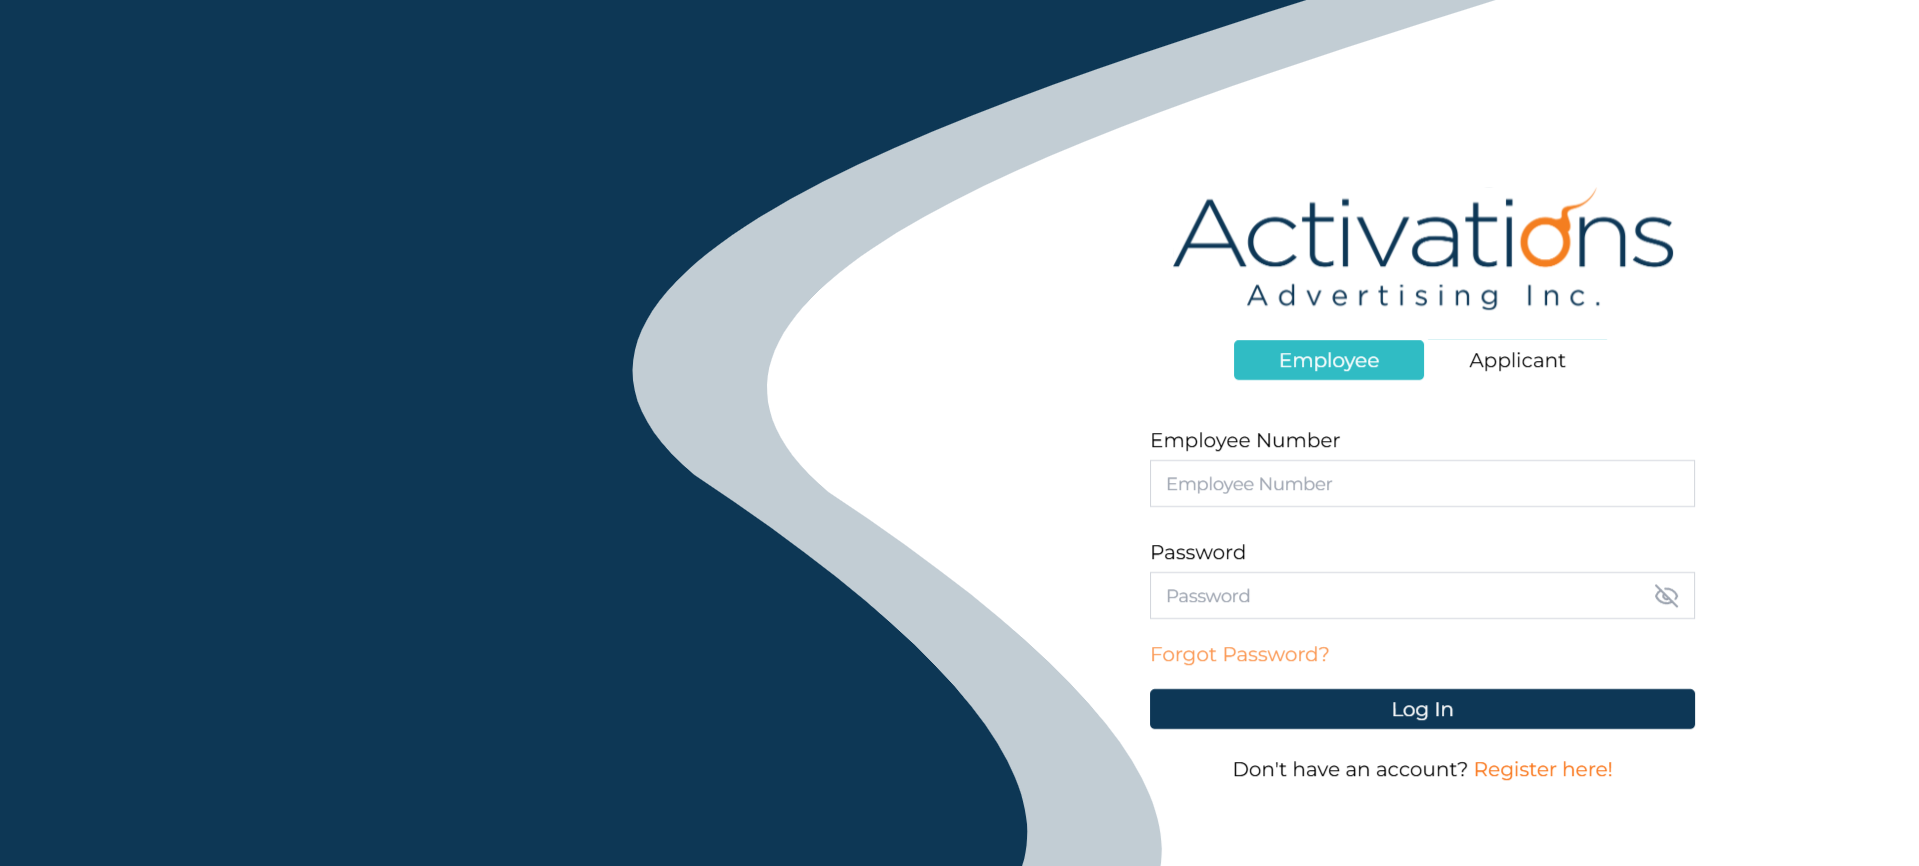 Activations
Advertising Inc.
Employee Applicant
Employee Number
Employee Number
Password
Password
Forgot Password?
Log In
Don't have an account? Register here!